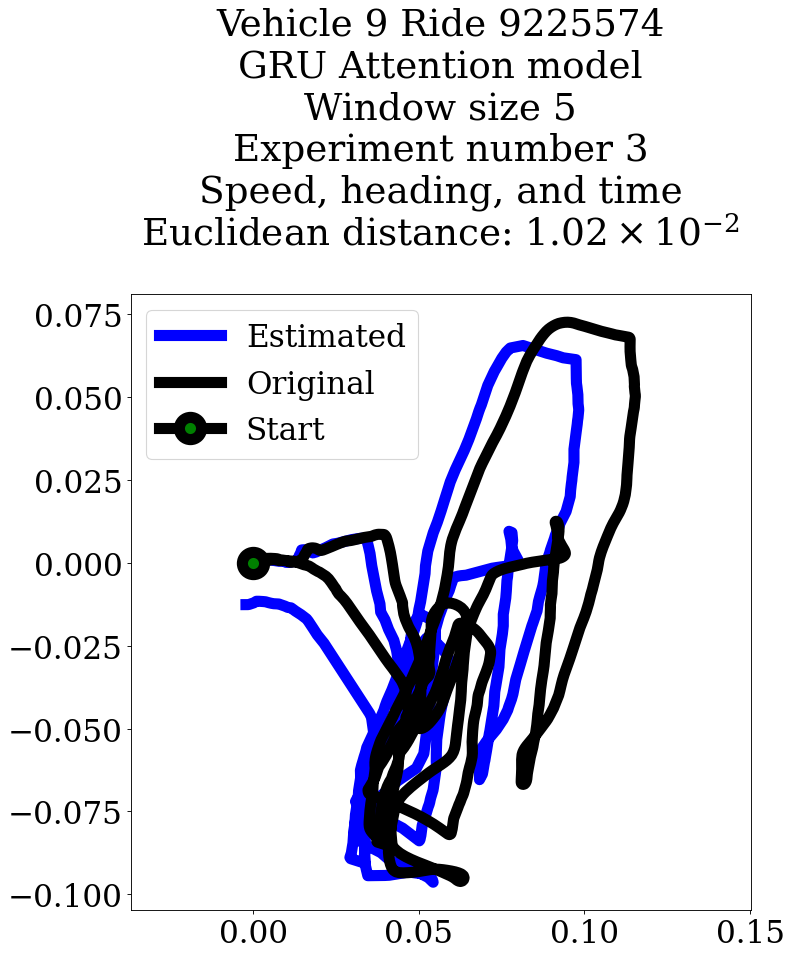 Vehicle 9 Ride 9225574
GRU Attention model
Window size 5
Experiment number 3
Speed, heading, and time
Euclidean distance: 1.02 × 10⁻²
Estimated
Original
Start
0.075
0.050
0.025
0.000
−0.025
−0.050
−0.075
−0.100
0.00 0.05 0.10 0.15